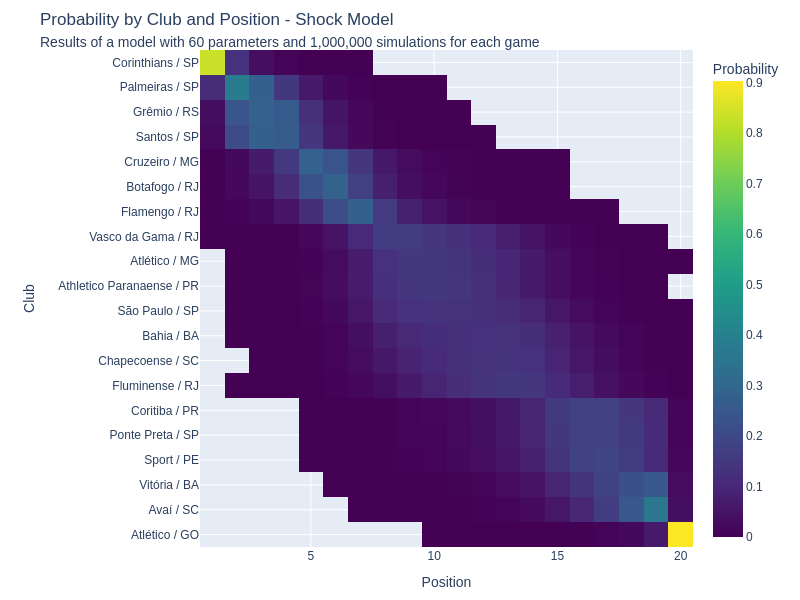 Probability by Club and Position - Shock Model
Results of a model with 60 parameters and 1,000,000 simulations for each game
Probability
Corinthians / SP
Palmeiras / SP
Grêmio / RS
Santos / SP
Cruzeiro / MG
Botafogo / RJ
Flamengo / RJ
Vasco da Gama / RJ
Atlético / MG
Athletico Paranaense / PR
São Paulo / SP
Bahia / BA
Chapecoense / SC
Fluminense / RJ
Coritiba / PR
Ponte Preta / SP
Sport / PE
Vitória / BA
Avaí / SC
Atlético / GO
Club
5
10
15
20
Position
0.9
0.8
0.7
0.6
0.5
0.4
0.3
0.2
0.1
0